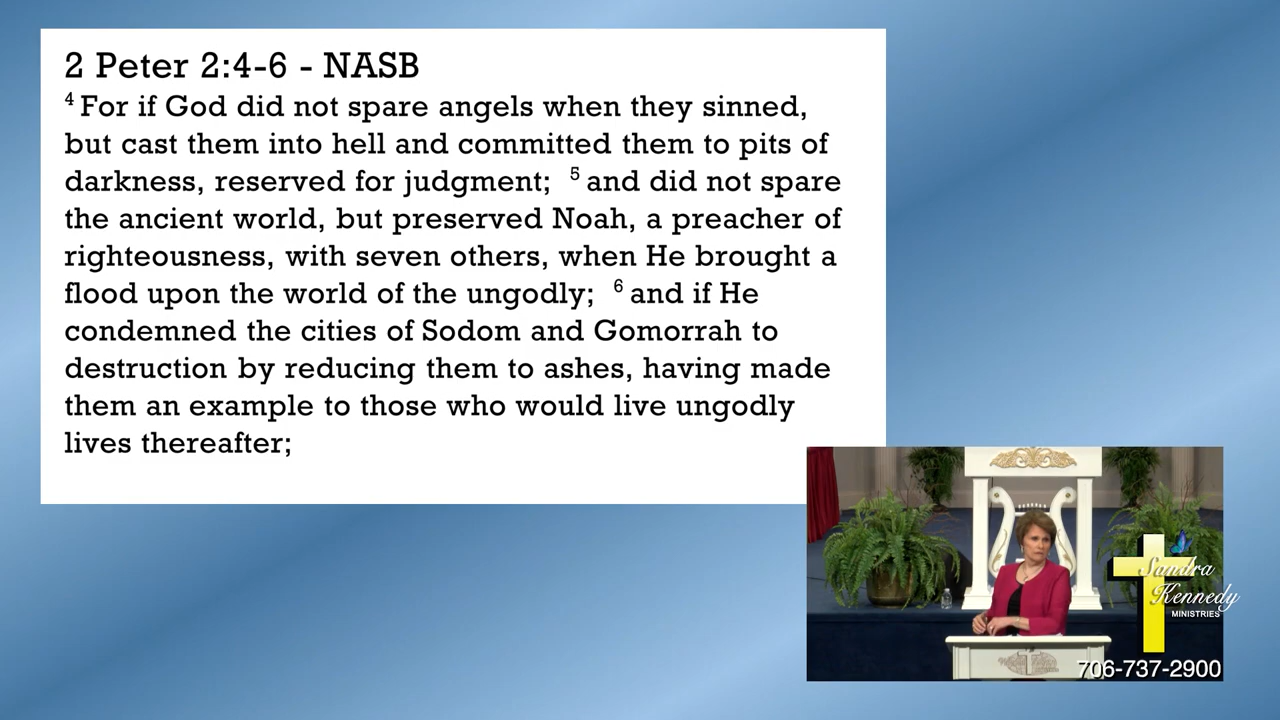 2 Peter 2:4-6 - NASB
4 For if God did not spare angels when they sinned,
but cast them into hell and committed them to pits of
darkness, reserved for judgment; 5 and did not spare
the ancient world, but preserved Noah, a preacher of
righteousness, with seven others, when He brought a
flood upon the world of the ungodly; 6 and if He
condemned the cities of Sodom and Gomorrah to
destruction by reducing them to ashes, having made
them an example to those who would live ungodly
lives thereafter;
Sandra
Kennedy
MINISTRIES
706-737-2900